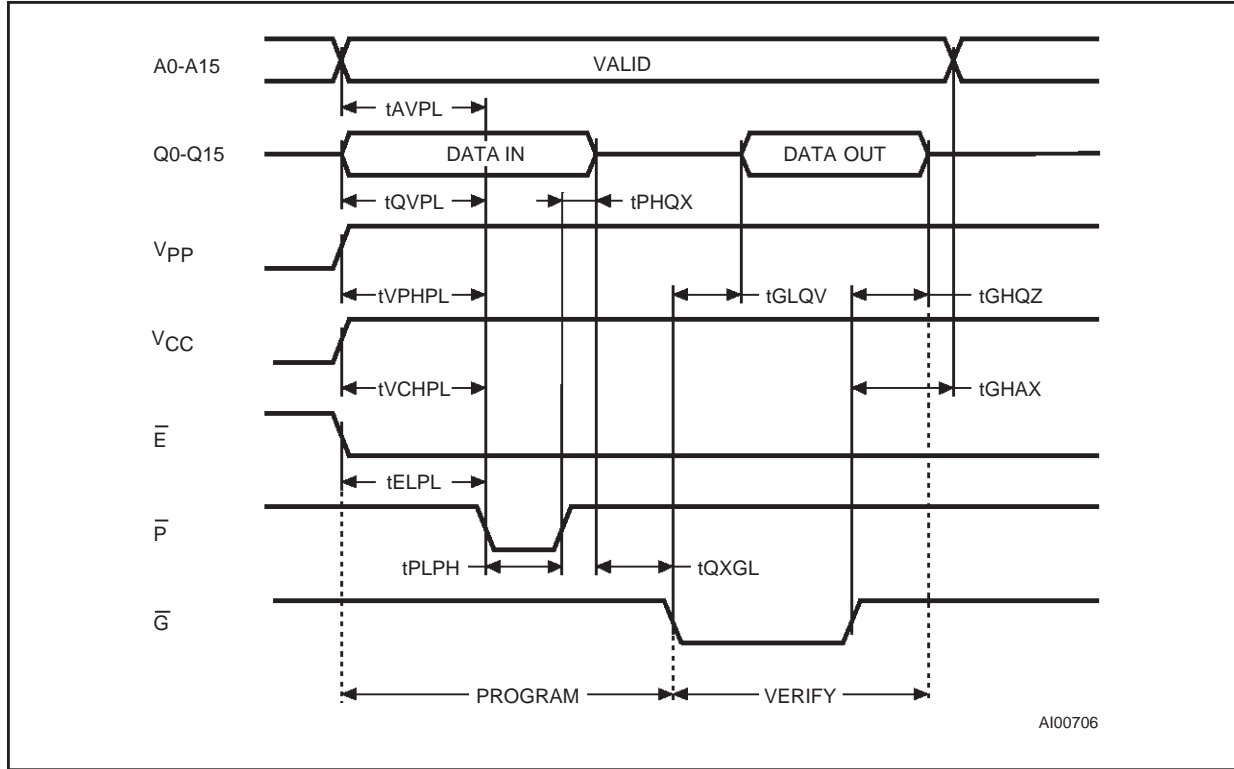 A0-A15
VALID
tAVPL
Q0-Q15
DATA IN
DATA OUT
tQVPL
tPHQX
VPP
tVPHPL
tGLQV
tGHQZ
VCC
tVCHPL
tGHAX
E̅
tELPL
P̅
tPLPH
tQXGL
G̅
PROGRAM
VERIFY
AI00706